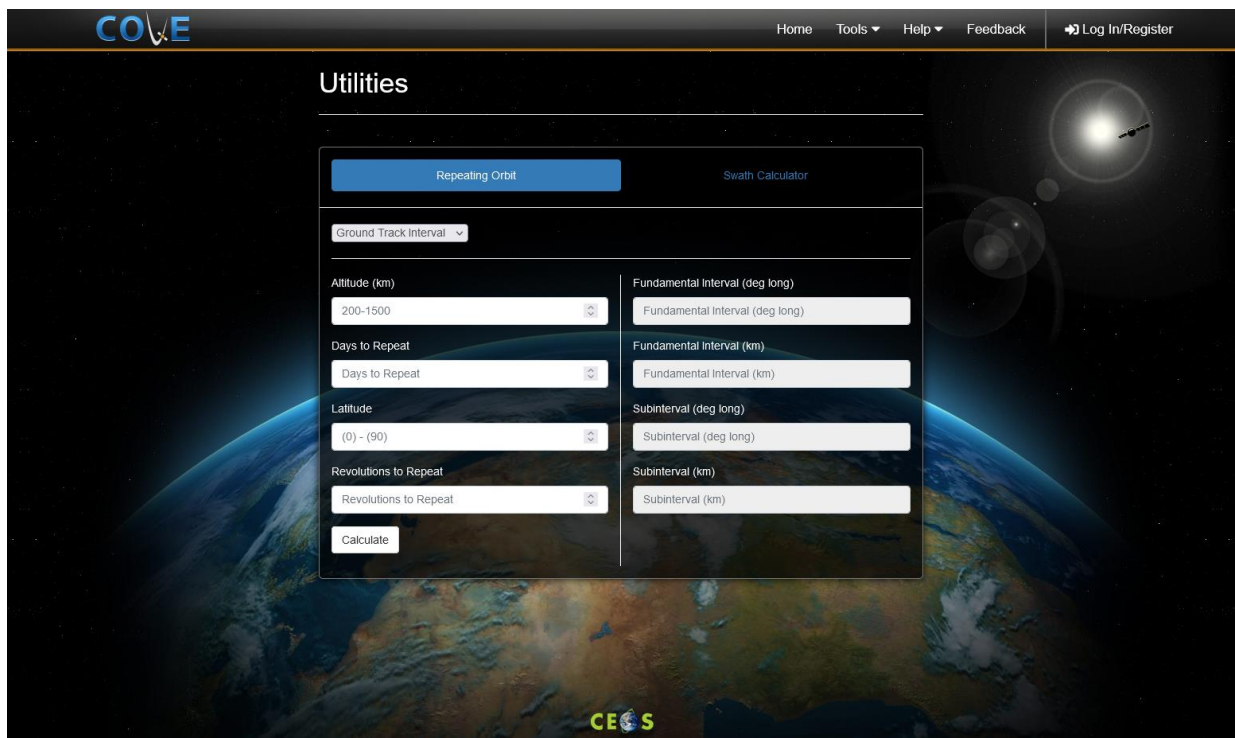 COVE
Home Tools Help Feedback Log In/Register
Utilities
Repeating Orbit Swath Calculator
Ground Track Interval
Altitude (km) Fundamental Interval (deg long)
200-1500 Fundamental Interval (deg long)
Days to Repeat Fundamental Interval (km)
Days to Repeat Fundamental Interval (km)
Latitude Subinterval (deg long)
(0) - (90) Subinterval (deg long)
Revolutions to Repeat Subinterval (km)
Revolutions to Repeat Subinterval (km)
Calculate
CEOS